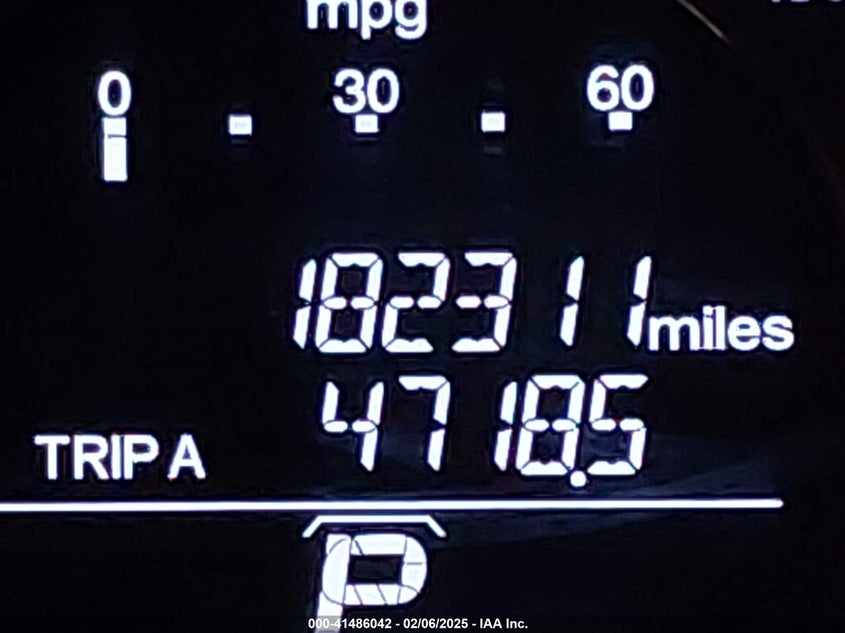 mpg
0 30 60
182311 miles
TRIP A 4718.5
P
000-41486042 - 02/06/2025 - IAA Inc.